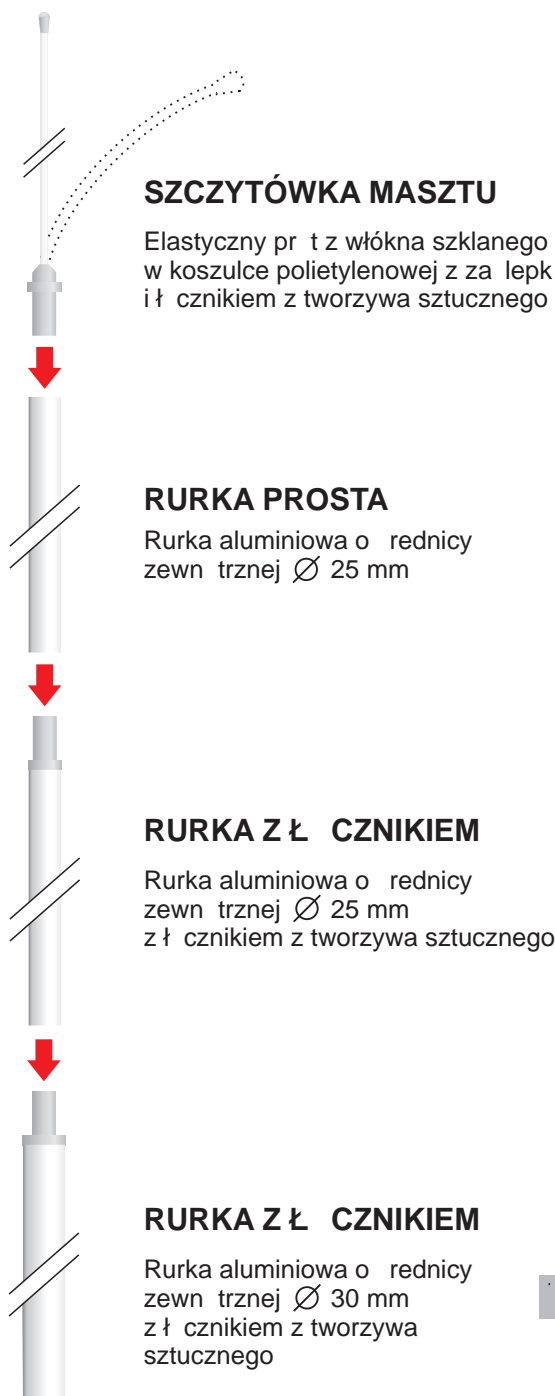 SZCZYTÓWKA MASZTU
Elastyczny pr t z włókna szklanego
w koszulce polietylenowej z za lepk
i ł cznikiem z tworzywa sztucznego
RURKA PROSTA
Rurka aluminiowa o rednicy
zewn trznej ∅ 25 mm
RURKA Z Ł CZNIKIEM
Rurka aluminiowa o rednicy
zewn trznej ∅ 25 mm
z ł cznikiem z tworzywa sztucznego
RURKA Z Ł CZNIKIEM
Rurka aluminiowa o rednicy
zewn trznej ∅ 30 mm
z ł cznikiem z tworzywa
sztucznego